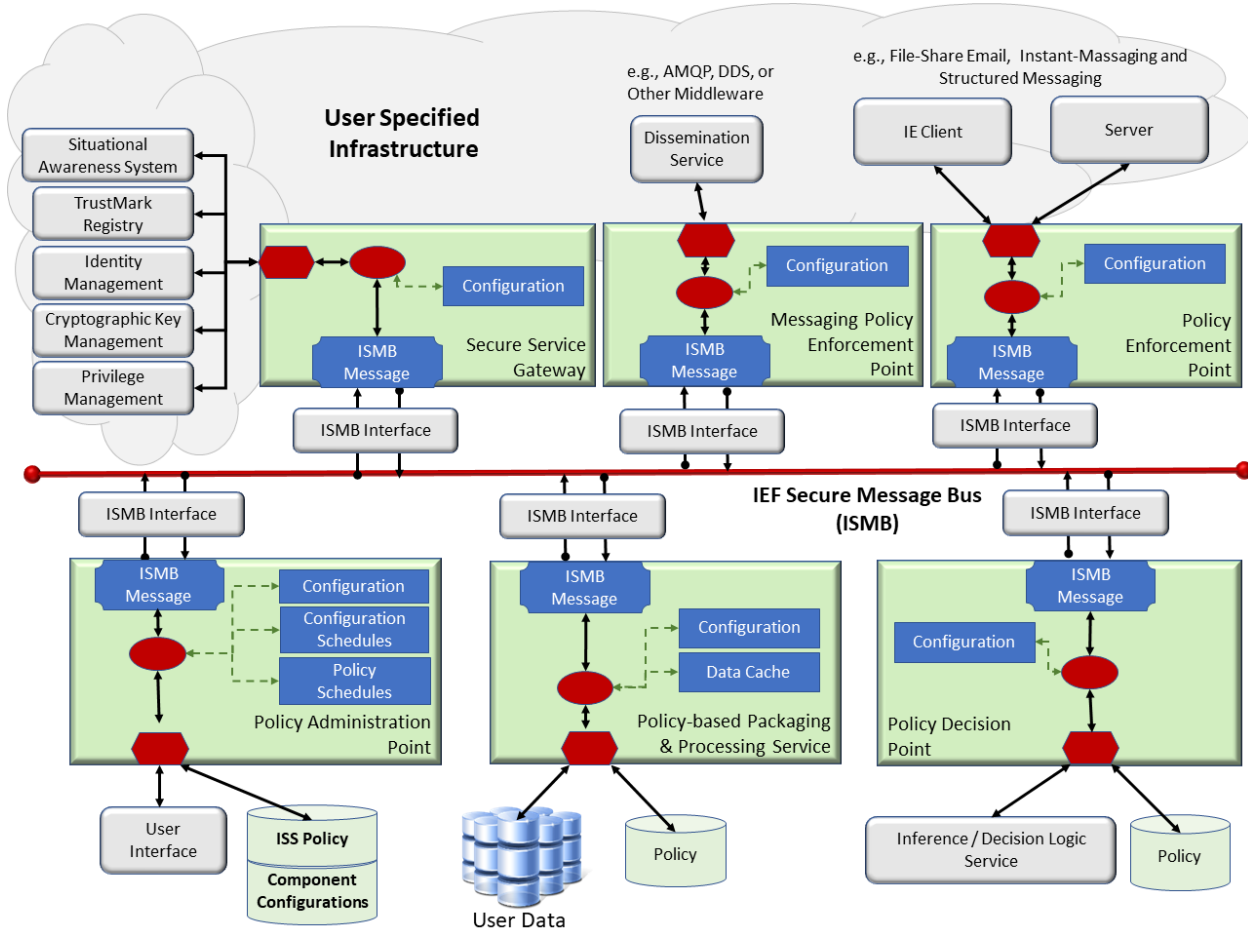 e.g., File-Share Email, Instant-Massaging and
Structured Messaging
e.g., AMQP, DDS, or
Other Middleware
User Specified
Infrastructure
IE Client
Server
Dissemination
Service
Situational
Awareness System
TrustMark
Registry
Identity
Management
Cryptographic Key
Management
Privilege
Management
Configuration
ISMB
Message
Secure Service
Gateway
Configuration
ISMB
Message
Messaging Policy
Enforcement
Point
Configuration
ISMB
Message
Policy
Enforcement
Point
ISMB Interface
ISMB Interface
ISMB Interface
IEF Secure Message Bus
(ISMB)
ISMB Interface
ISMB Interface
ISMB Interface
ISMB
Message
Configuration
Configuration
Schedules
Policy
Schedules
Policy Administration
Point
ISMB
Message
Configuration
Data Cache
Policy-based Packaging
& Processing Service
ISMB
Message
Configuration
Policy Decision
Point
User
Interface
ISS Policy
Component
Configurations
User Data
Policy
Inference / Decision Logic
Service
Policy